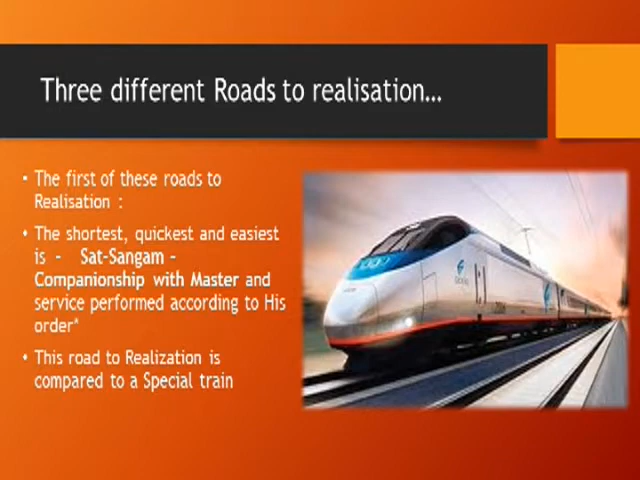 Three different Roads to realisation...
• The first of these roads to
Realisation :
• The shortest, quickest and easiest
is - Sat-Sangam -
Companionship with Master and
service performed according to His
order*
• This road to Realization is
compared to a Special train